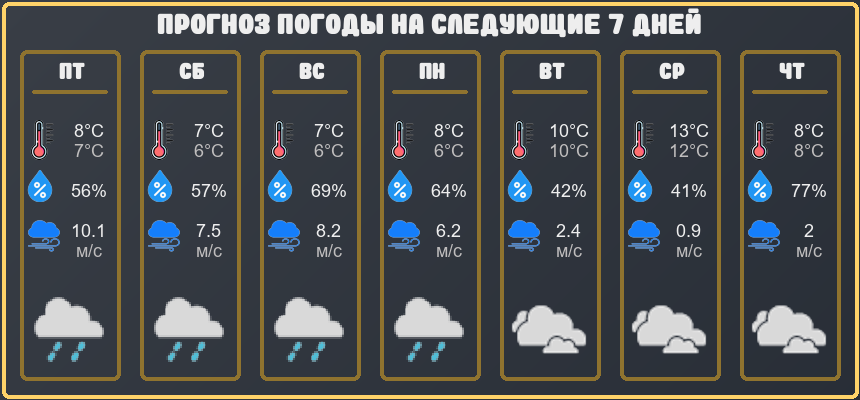 ПРОГНОЗ ПОГОДЫ НА СЛЕДУЮЩИЕ 7 ДНЕЙ
ПТ
8°C
7°C
%
56%
10.1
м/с
СБ
7°C
6°C
%
57%
7.5
м/с
ВС
7°C
6°C
%
69%
8.2
м/с
ПН
8°C
6°C
%
64%
6.2
м/с
ВТ
10°C
10°C
%
42%
2.4
м/с
СР
13°C
12°C
%
41%
0.9
м/с
ЧТ
8°C
8°C
%
77%
2
м/с